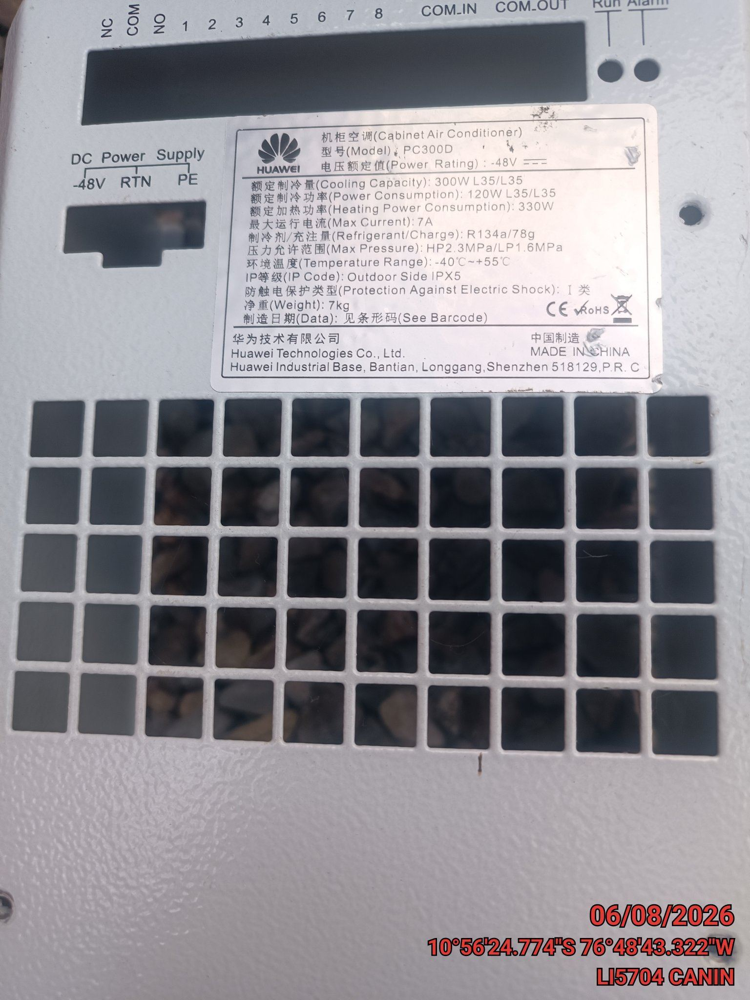 NC COM NO 1 2 3 4 5 6 7 8 COM_IN COM_OUT Run Alarm
DC Power Supply
-48V RTN PE
HUAWEI
机柜空调(Cabinet Air Conditioner)
型号(Model) : PC300D
电压额定值(Power Rating) : -48V
额定制冷量(Cooling Capacity): 300W L35/L35
额定制冷功率(Power Consumption): 120W L35/L35
额定加热功率(Heating Power Consumption): 330W
最大运行电流(Max Current): 7A
制冷剂/充注量(Refrigerant/Charge): R134a/78g
压力允许范围(Max Pressure): HP2.3MPa/LP1.6MPa
环境温度(Temperature Range): -40℃~+55℃
IP等级(IP Code): Outdoor Side IPX5
防触电保护类型(Protection Against Electric Shock): I 类
净重(Weight): 7kg
制造日期(Data): 见条形码(See Barcode)
CE RoHS
华为技术有限公司
中国制造
Huawei Technologies Co., Ltd.
MADE IN CHINA
Huawei Industrial Base, Bantian, Longgang,Shenzhen 518129,P.R. C
06/08/2026
10°56'24.774"S 76°48'43.322"W
LI5704 CANIN